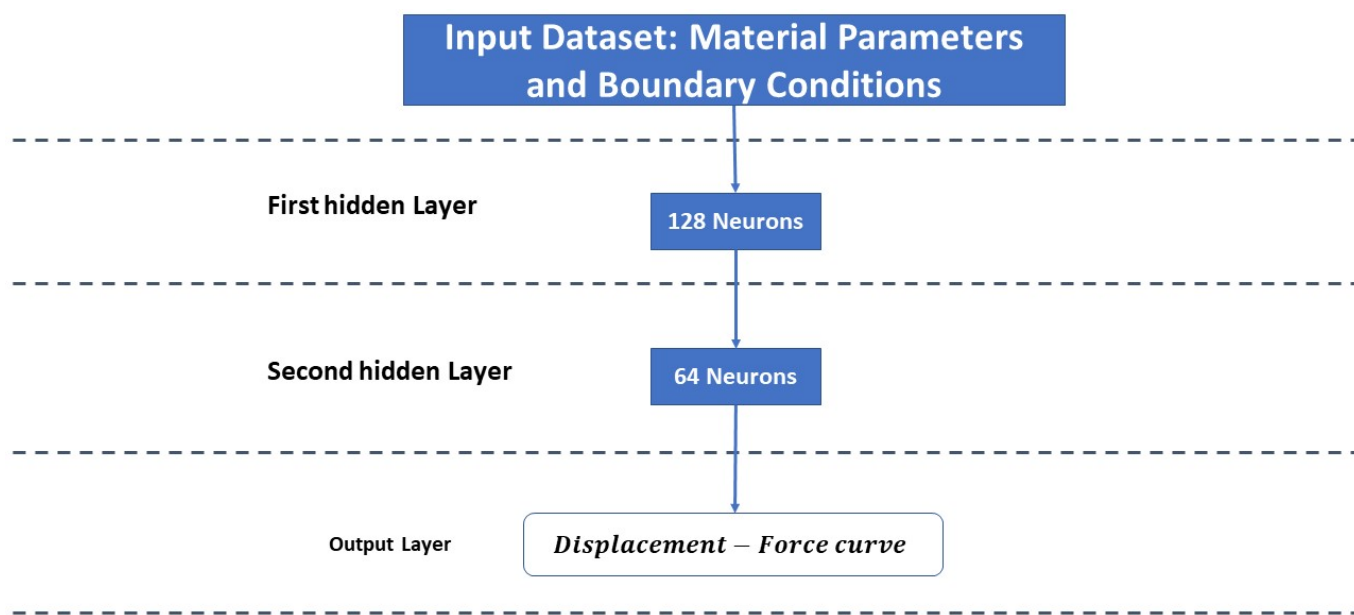 Input Dataset: Material Parameters
and Boundary Conditions
First hidden Layer
128 Neurons
Second hidden Layer
64 Neurons
Output Layer
Displacement − Force curve